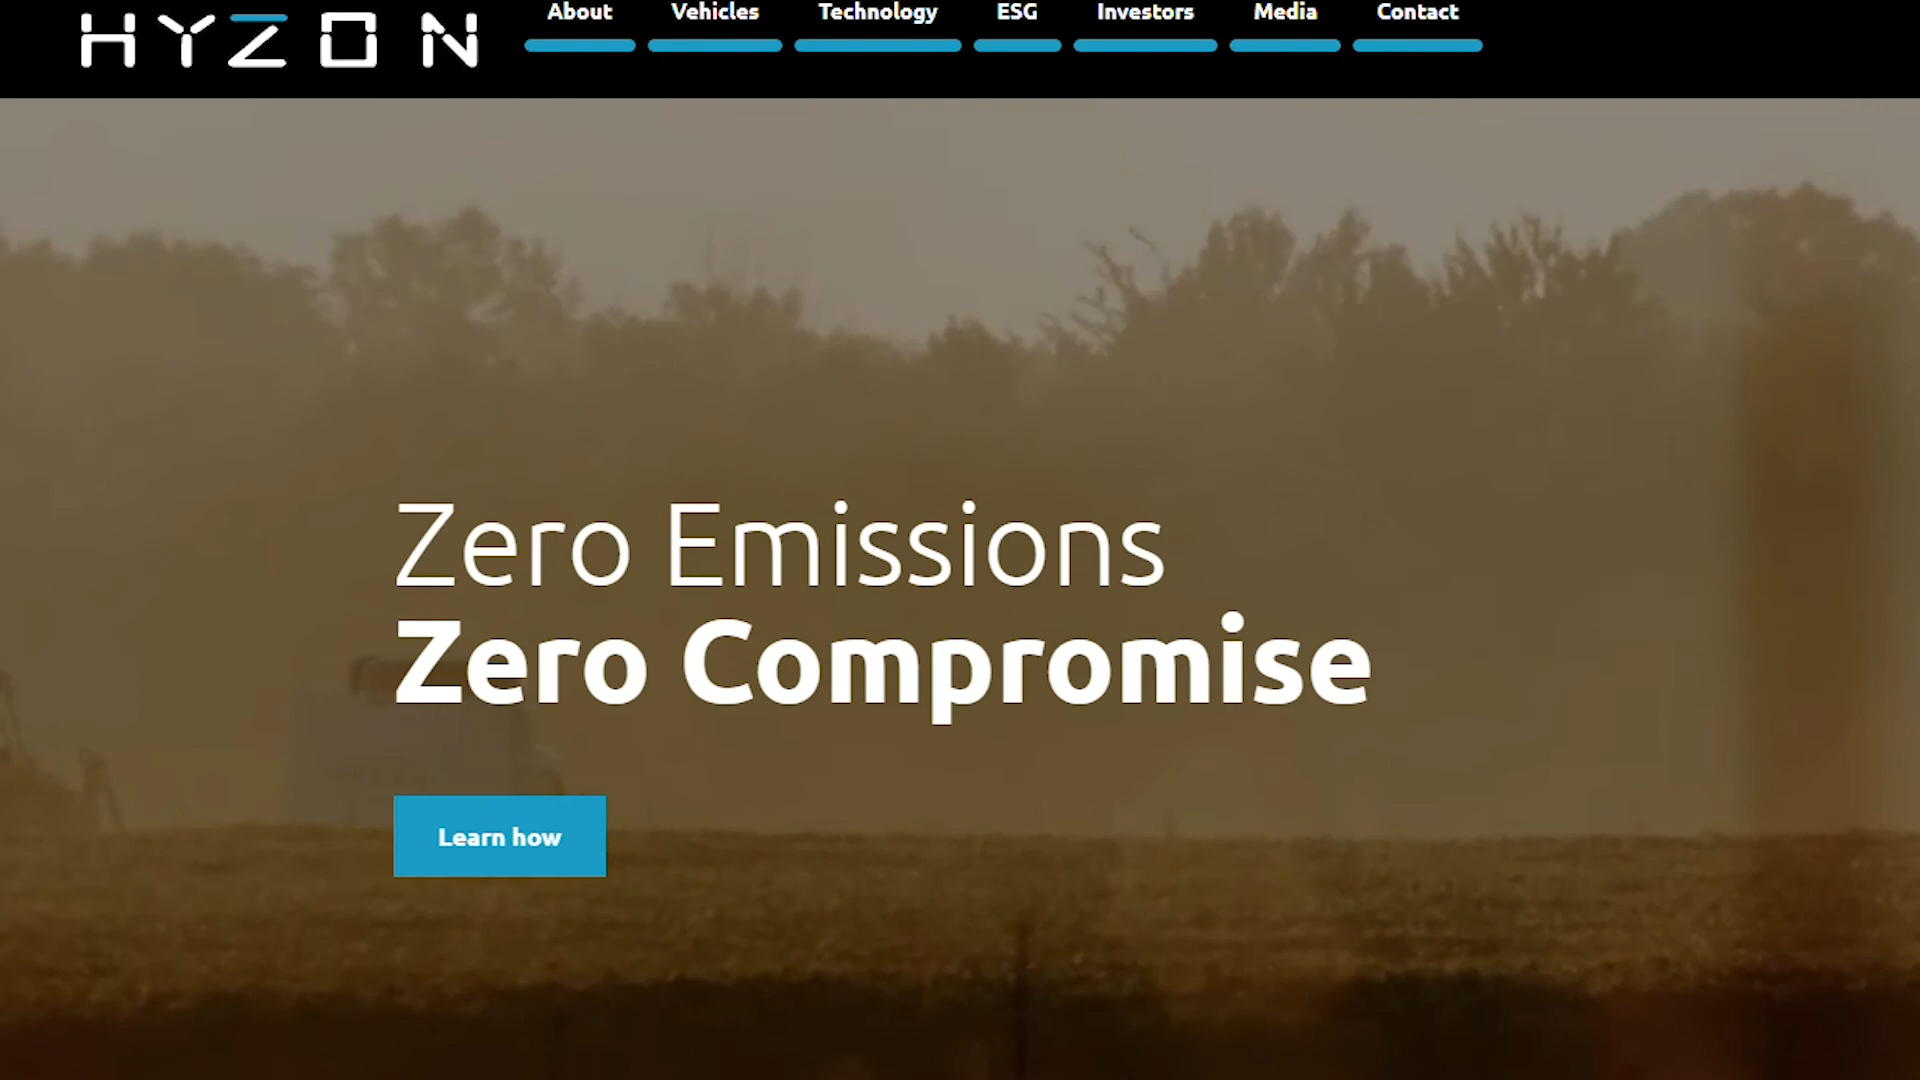 HYZON
About Vehicles Technology ESG Investors Media Contact
Zero Emissions
Zero Compromise
Learn how